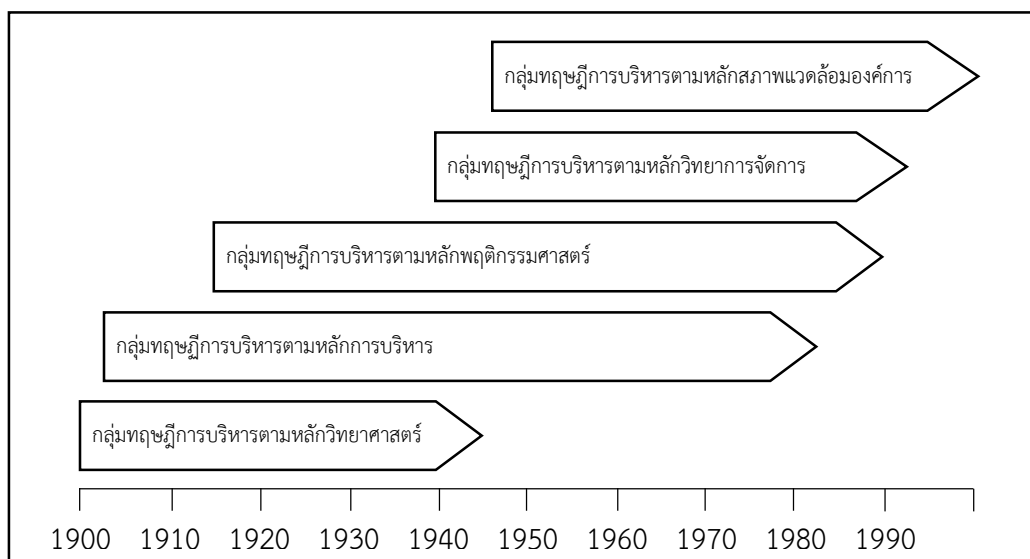 กลุ่มทฤษฎีการบริหารตามหลักสภาพแวดล้อมองค์การ
กลุ่มทฤษฎีการบริหารตามหลักวิทยาการจัดการ
กลุ่มทฤษฎีการบริหารตามหลักพฤติกรรมศาสตร์
กลุ่มทฤษฏีการบริหารตามหลักการบริหาร
กลุ่มทฤษฎีการบริหารตามหลักวิทยาศาสตร์
1900 1910 1920 1930 1940 1950 1960 1970 1980 1990